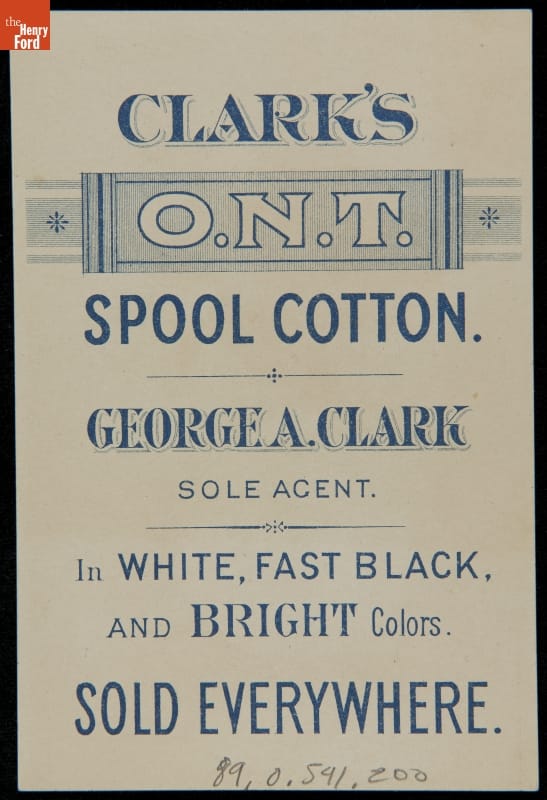 the
Henry
Ford
CLARK'S
O.N.T.
SPOOL COTTON.
GEORGE A. CLARK
SOLE AGENT.
In WHITE, FAST BLACK,
AND BRIGHT Colors.
SOLD EVERYWHERE.
89.0.541.200